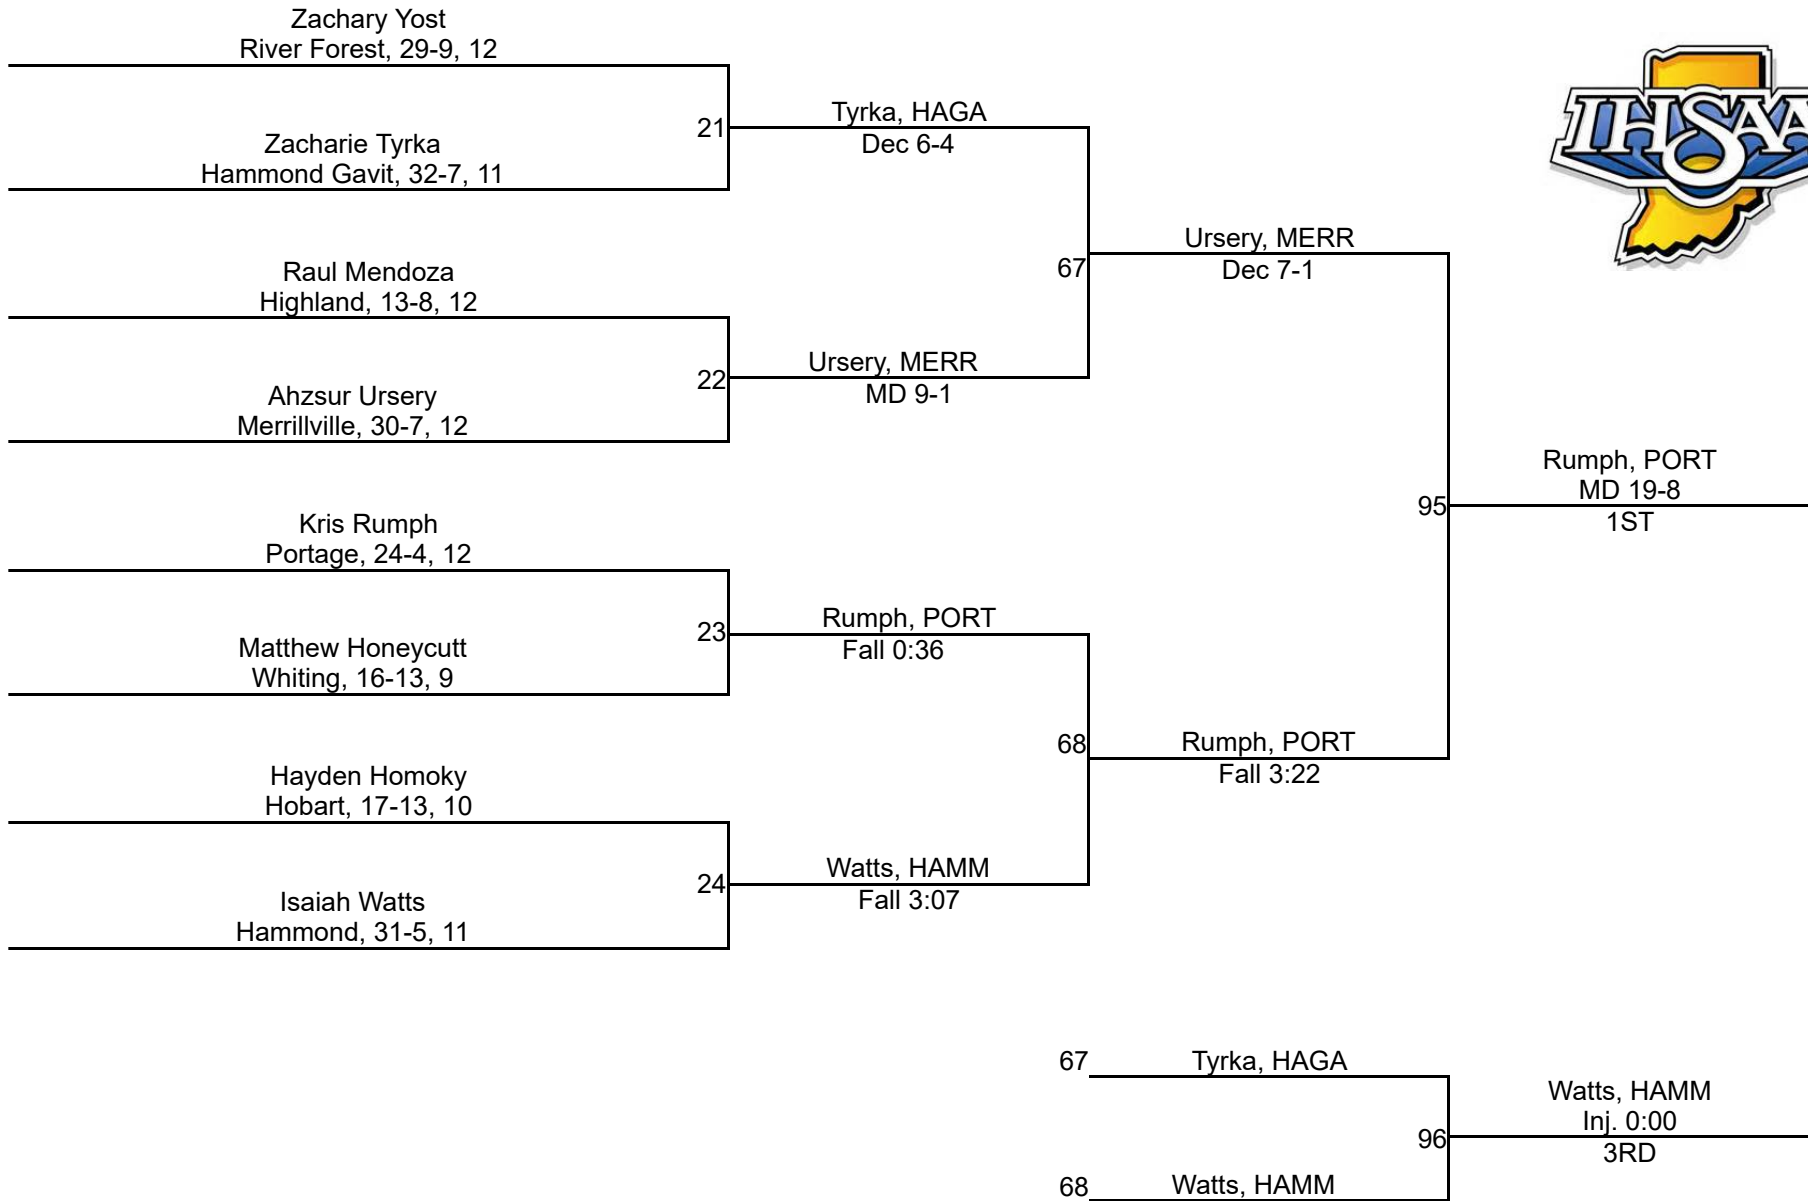 Zachary Yost
River Forest, 29-9, 12
21
Tyrka, HAGA
Dec 6-4
Zacharie Tyrka
Hammond Gavit, 32-7, 11
IHSAA
67
Ursery, MERR
Dec 7-1
Raul Mendoza
Highland, 13-8, 12
22
Ursery, MERR
MD 9-1
Ahzsur Ursery
Merrillville, 30-7, 12
95
Rumph, PORT
MD 19-8
1ST
Kris Rumph
Portage, 24-4, 12
23
Rumph, PORT
Fall 0:36
Matthew Honeycutt
Whiting, 16-13, 9
68
Rumph, PORT
Fall 3:22
Hayden Homoky
Hobart, 17-13, 10
24
Watts, HAMM
Fall 3:07
Isaiah Watts
Hammond, 31-5, 11
67
Tyrka, HAGA
96
Watts, HAMM
Inj. 0:00
3RD
68
Watts, HAMM